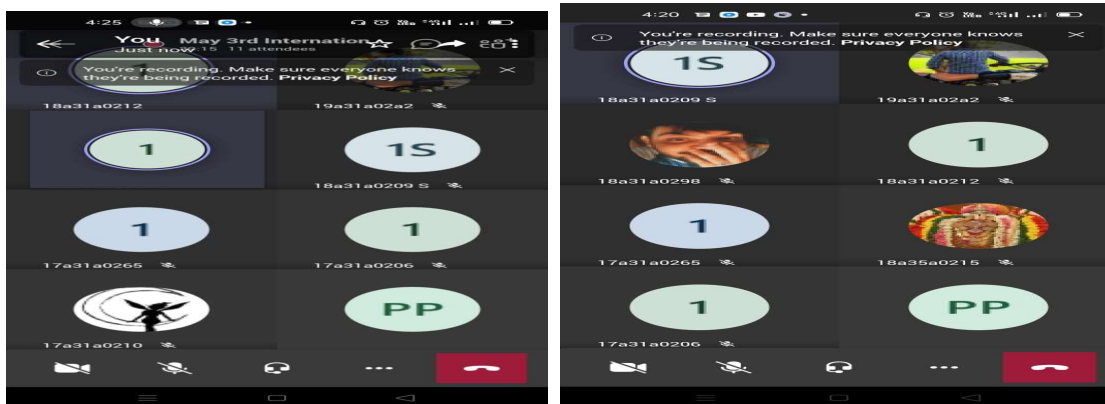 4:25
You May 3rd Internation
Just now 0:15 11 attendees
You're recording. Make sure everyone knows
they're being recorded. Privacy Policy
1
18a31a0212
19a31a02a2
1
1S
18a31a0209 S
1
17a31a0265
1
17a31a0206
17a31a0210
PP
4:20
You're recording. Make sure everyone knows
they're being recorded. Privacy Policy
1S
18a31a0209 S
19a31a02a2
18a31a0298
1
18a31a0212
1
17a31a0265
18a35a0215
1
17a31a0206
PP